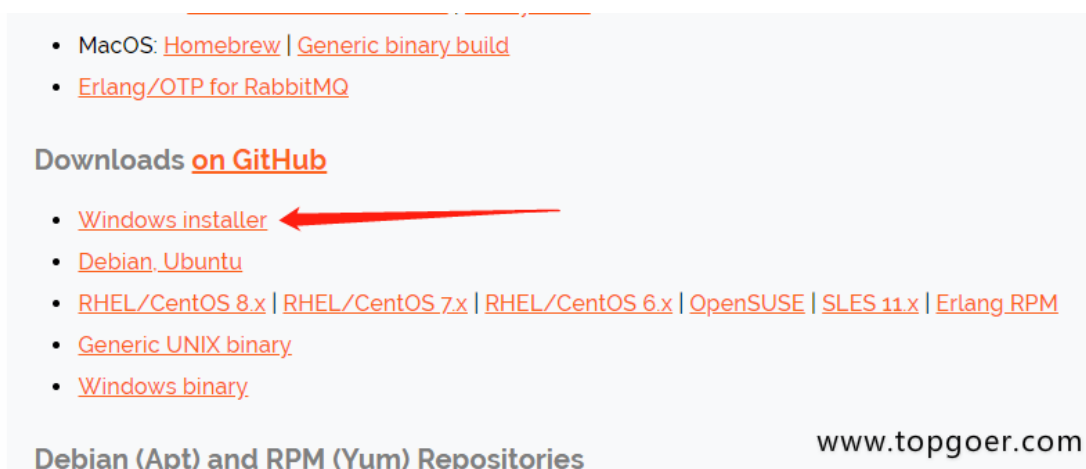 MacOS: Homebrew | Generic binary build
Erlang/OTP for RabbitMQ
Downloads on GitHub
Windows installer
Debian, Ubuntu
RHEL/CentOS 8.x | RHEL/CentOS 7.x | RHEL/CentOS 6.x | OpenSUSE | SLES 11.x | Erlang RPM
Generic UNIX binary
Windows binary
www.topgoer.com
Debian (Apt) and RPM (Yum) Repositories